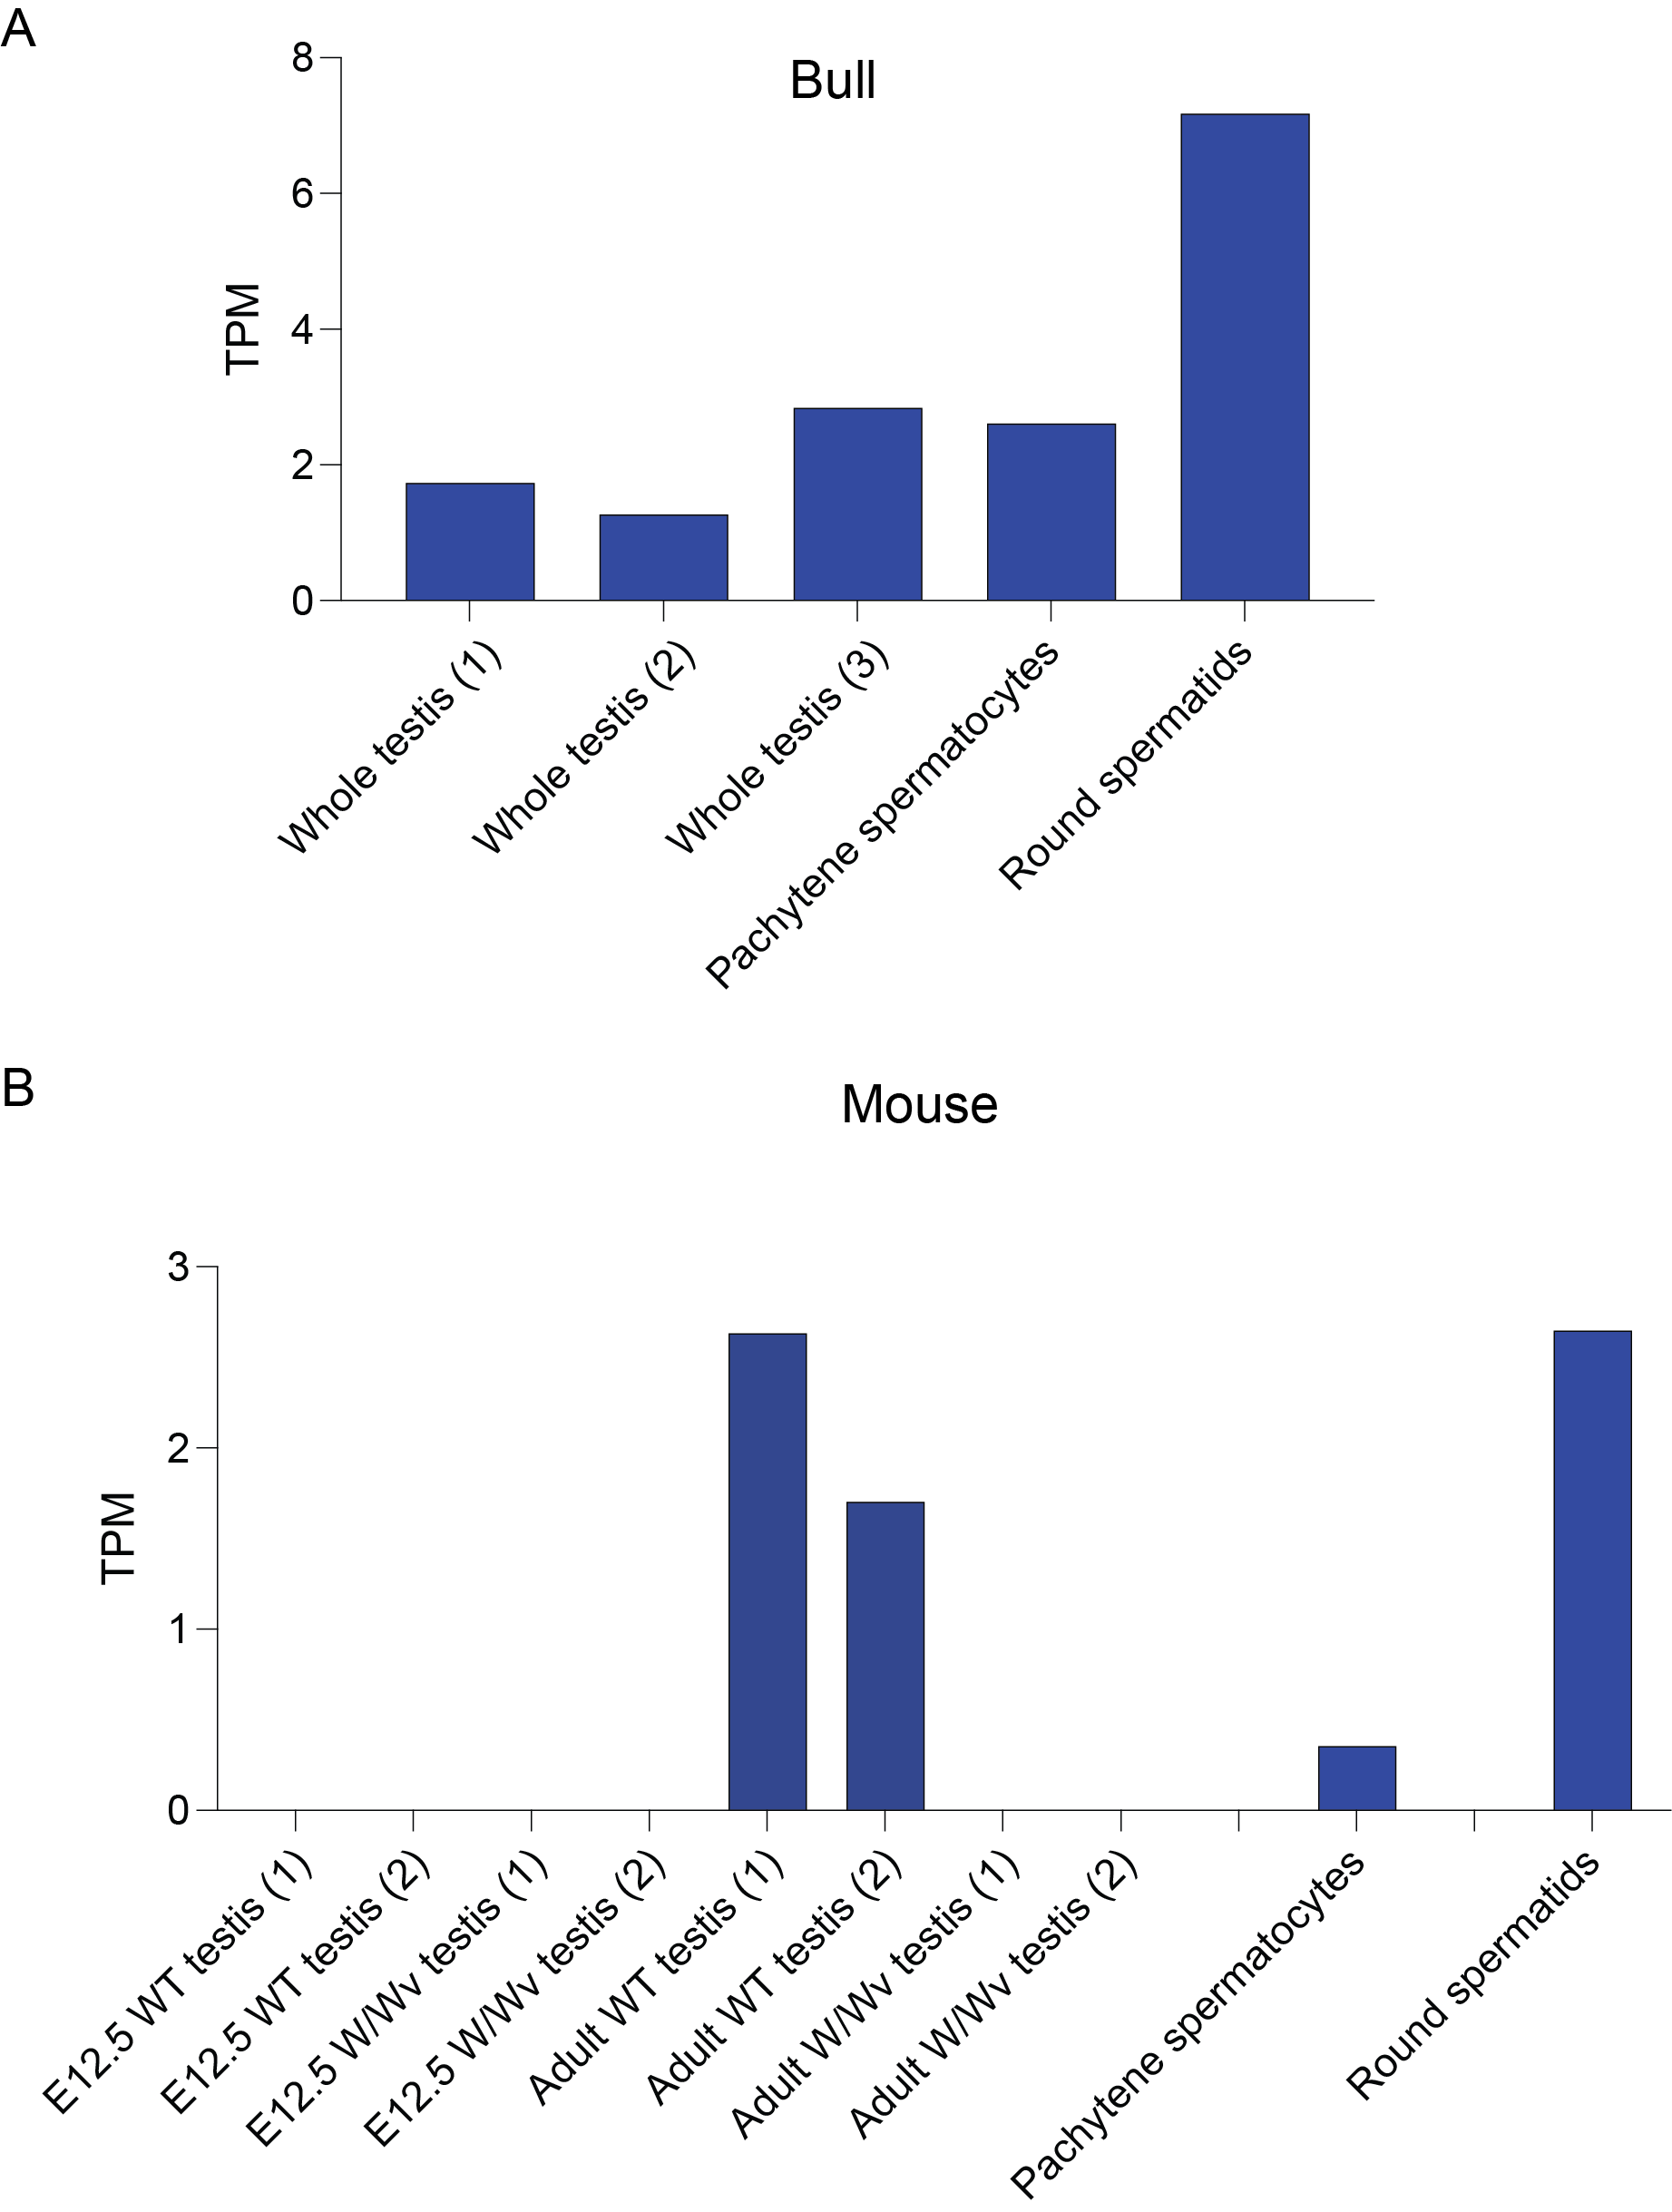 A
Bull
8
6
4
2
0
TPM
Whole testis (1)
Whole testis (2)
Whole testis (3)
Pachytene spermatocytes
Round spermatids
B
Mouse
3
2
1
0
TPM
E12.5 WT testis (1)
E12.5 WT testis (2)
E12.5 W/Wv testis (1)
E12.5 W/Wv testis (2)
Adult WT testis (1)
Adult WT testis (2)
Adult W/Wv testis (1)
Adult W/Wv testis (2)
Pachytene spermatocytes
Round spermatids